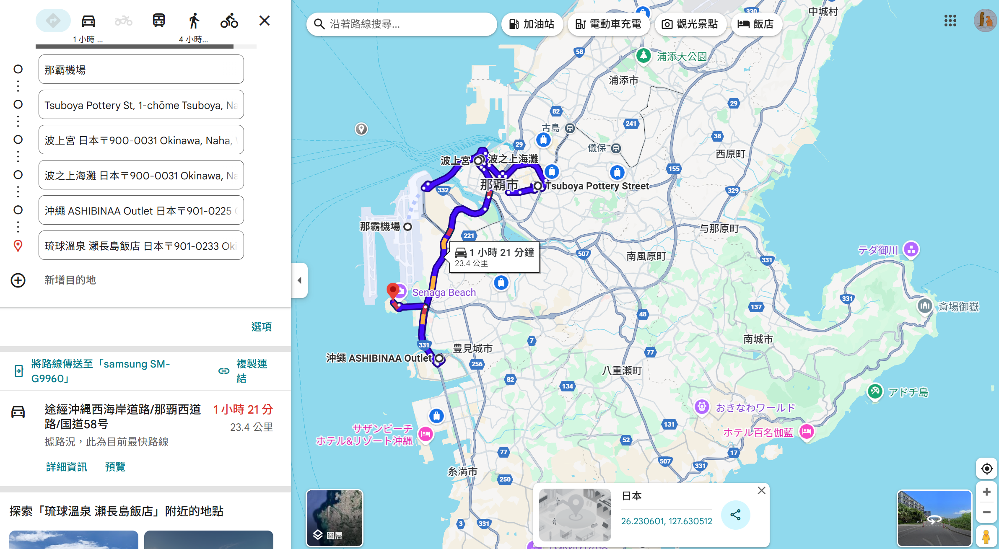 1 小時 ...
4 小時...
那霸機場
Tsuboya Pottery St, 1-chōme Tsuboya, Na
波上宮 日本〒900-0031 Okinawa, Naha,
波之上海灘 日本〒900-0031 Okinawa, Na
沖繩 ASHIBINAA Outlet 日本〒901-0225
琉球溫泉 瀨長島飯店 日本〒901-0233 Oki
新增目的地
選項
將路線傳送至「samsung SM-
G9960」
複製連
結
途經沖縄西海岸道路/那覇西道
路/国道58号
1 小時 21 分
23.4 公里
據路況，此為目前最快路線
詳細資訊
預覽
探索「琉球溫泉 瀨長島飯店」附近的地點
沿著路線搜尋...
加油站
電動車充電
觀光景點
飯店
330
中城村
58
浦添大公園
浦添市
29
82
241
古島
38
29
儀保
西原町
波上宮
波之上海灘
155
那覇市
Tsuboya Pottery Street
332
329
那霸機場
与那原町
221
1 小時 21 分鐘
23.4 公里
507
南風原町
テダ御川
331
Senaga Beach
331
137
斎場御嶽
48
南城市
7
331
豊見城市
77
沖繩 ASHIBINAA Outlet
256
八重瀬町
82
134
アドチ島
おきなわワールド
サザンビーチ
ホテル&リゾート沖縄
131
ホテル百名伽藍
52
77
17
507
331
糸満市
250
3
331
日本
26.230601, 127.630512
圖層